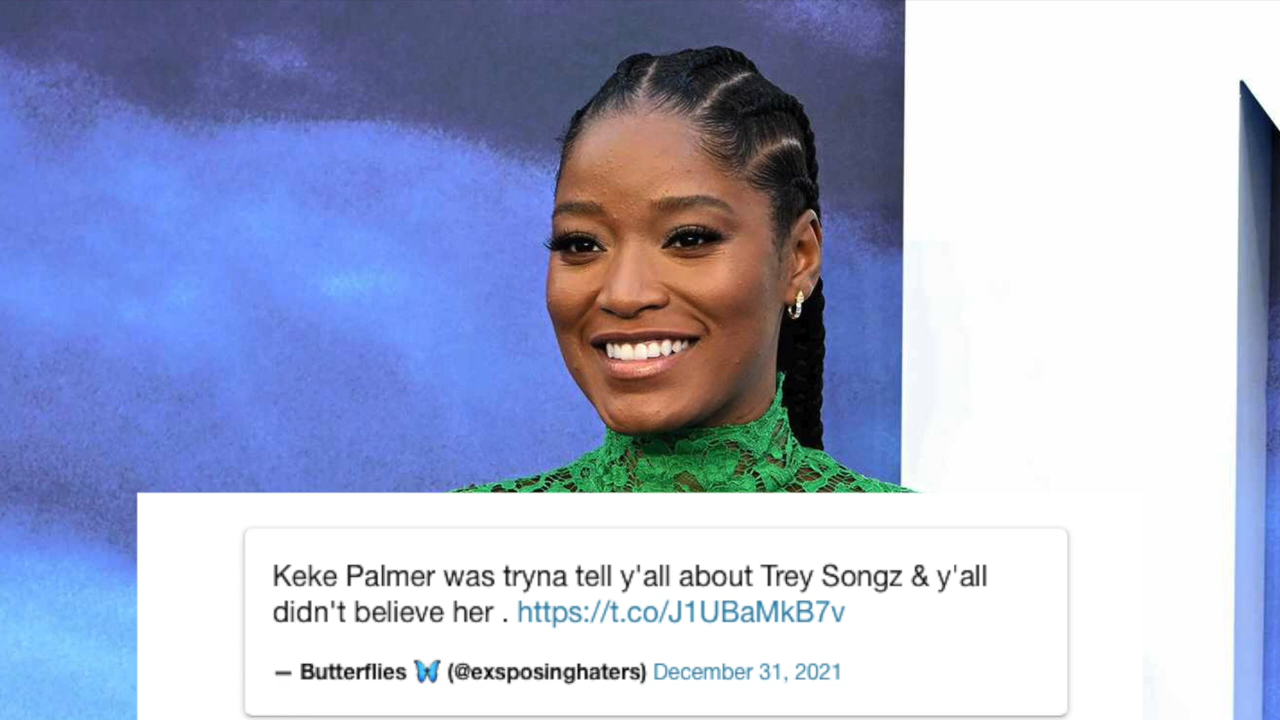 Keke Palmer was tryna tell y'all about Trey Songz & y'all
didn't believe her . https://t.co/J1UBaMkB7v
— Butterflies 🦋 (@exsposinghaters) December 31, 2021